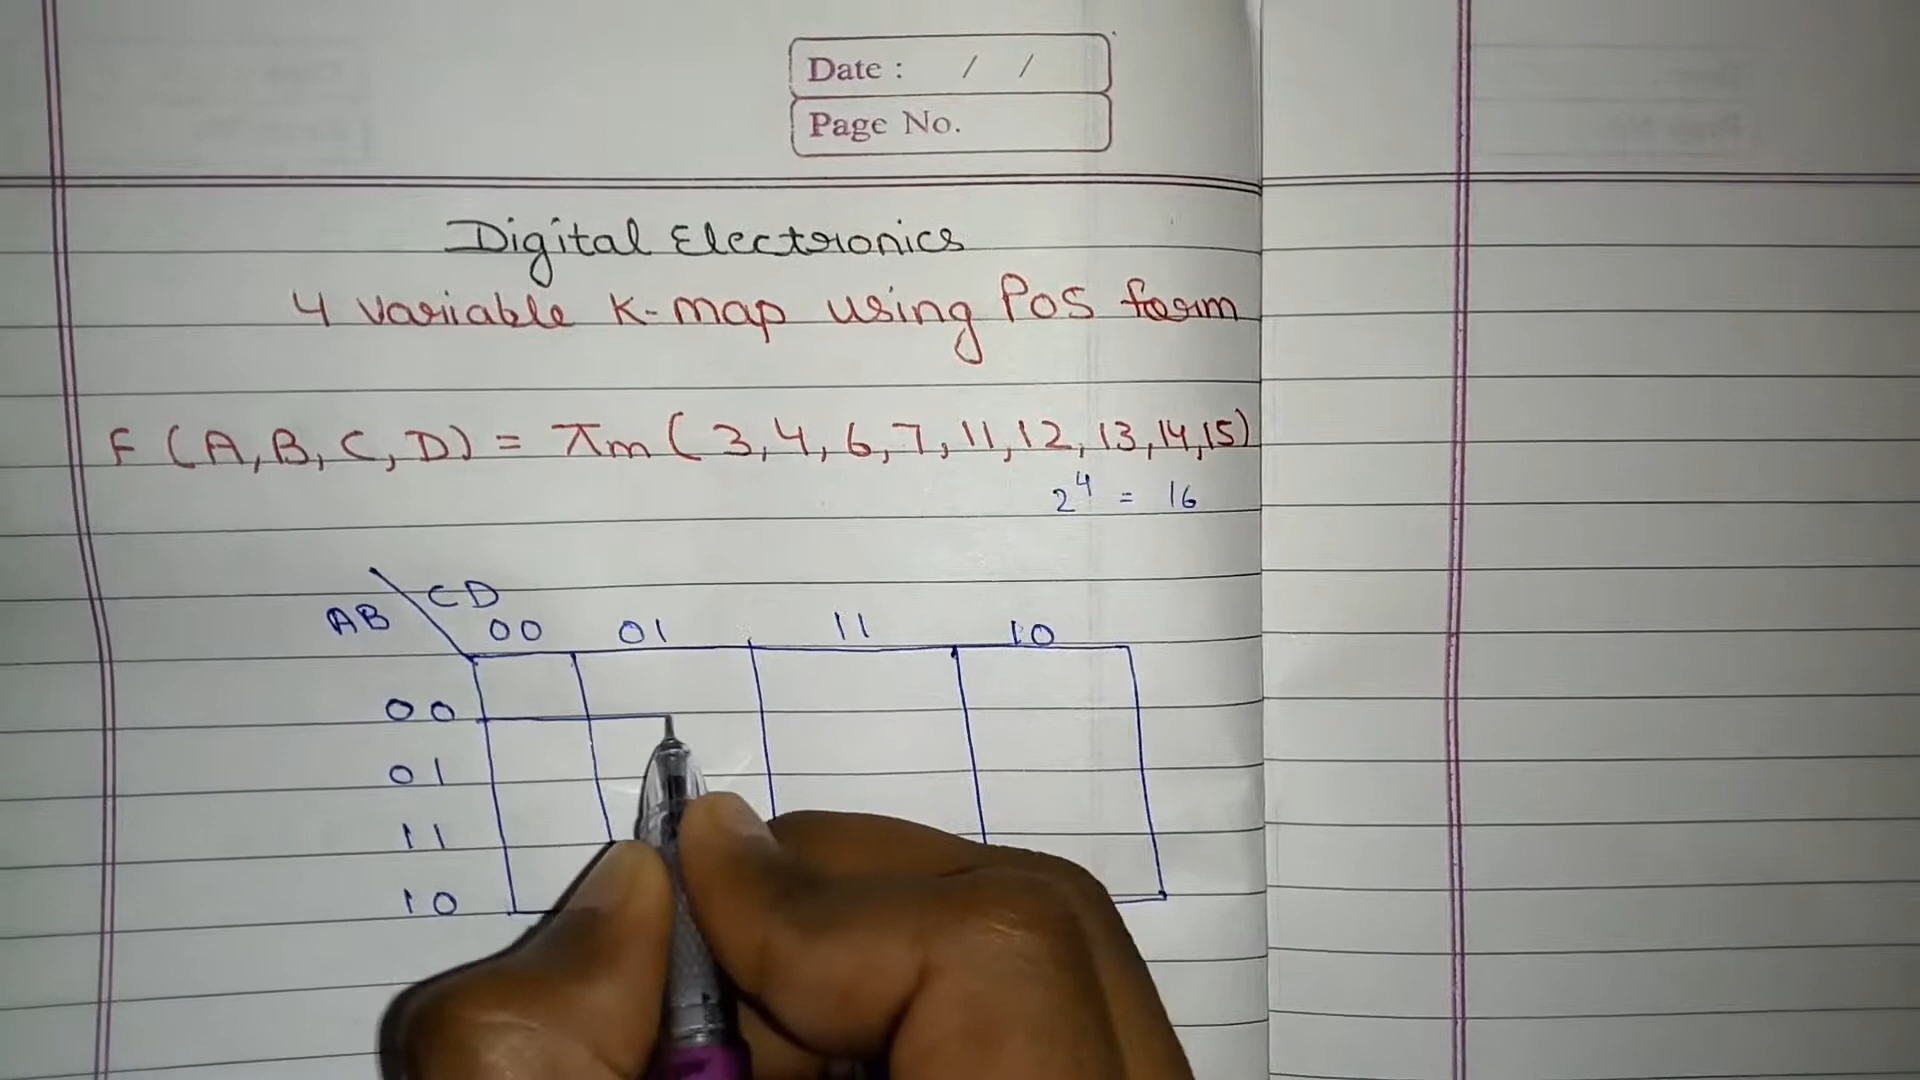 Date : / /
Page No.
Digital Electronics
4 variable K-map using POS form
F (A, B, C, D) = πm ( 3, 4, 6, 7, 11, 12, 13, 14, 15)
2⁴ = 16
AB \ CD
00 01 11 10
00
01
11
10